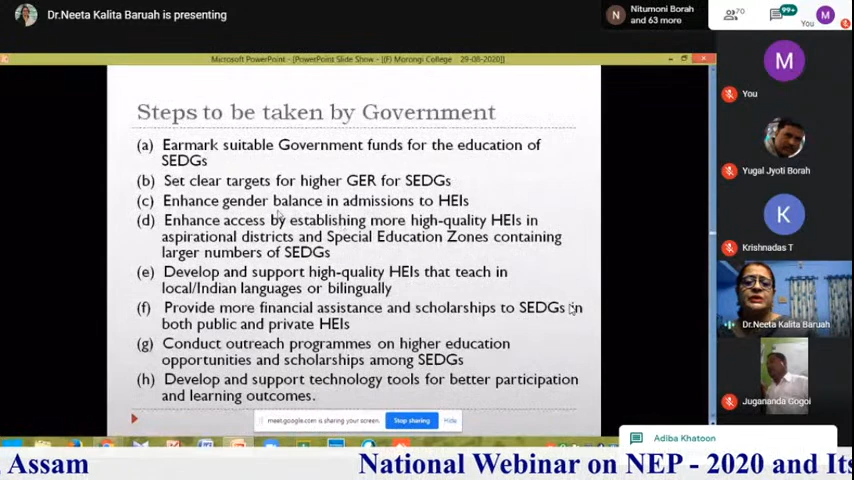 Dr.Neeta Kalita Baruah is presenting
Nitumoni Borah
N and 63 more
70
99+
You M
Microsoft PowerPoint - [PowerPoint Slide Show - [(F) Morongi College 29-08-2020]]
Steps to be taken by Government
(a) Earmark suitable Government funds for the education of
SEDGs
(b) Set clear targets for higher GER for SEDGs
(c) Enhance gender balance in admissions to HEIs
(d) Enhance access by establishing more high-quality HEIs in
aspirational districts and Special Education Zones containing
larger numbers of SEDGs
(e) Develop and support high-quality HEIs that teach in
local/Indian languages or bilingually
(f) Provide more financial assistance and scholarships to SEDGs in
both public and private HEIs
(g) Conduct outreach programmes on higher education
opportunities and scholarships among SEDGs
(h) Develop and support technology tools for better participation
and learning outcomes.
meet.google.com is sharing your screen. Stop sharing Hide
M
You
Yugal Jyoti Borah
K
Krishnadas T
Dr.Neeta Kalita Baruah
Jugananda Gogoi
Adiba Khatoon
Assam National Webinar on NEP - 2020 and Its